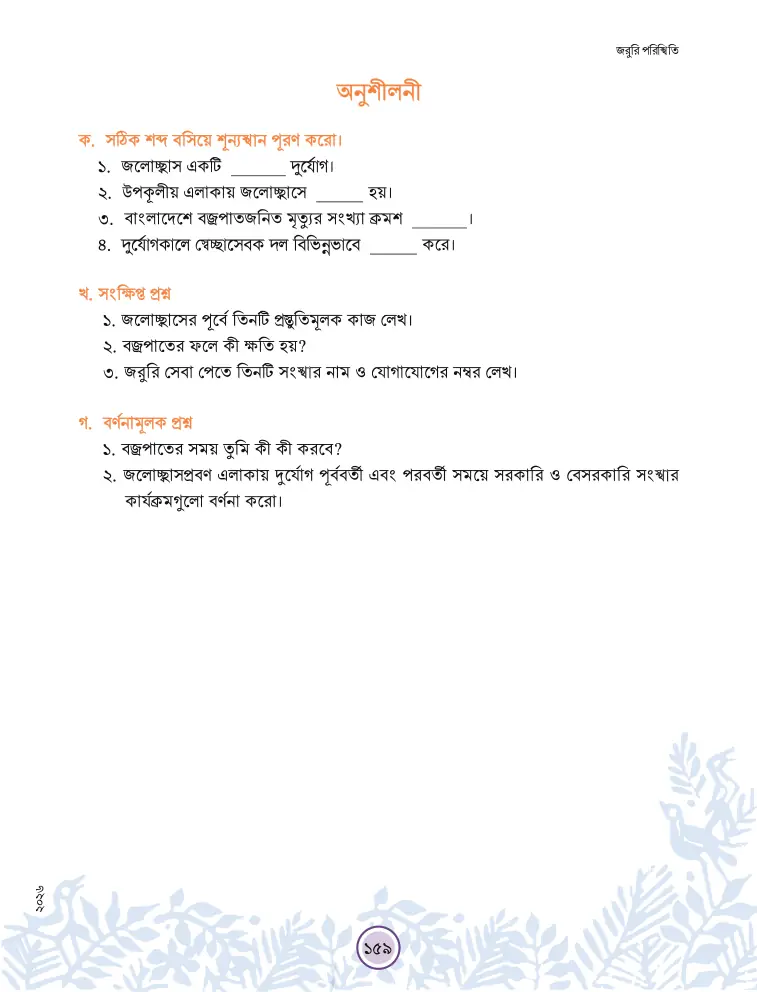 জরুরি পরিস্থিতি
অনুশীলনী
ক. সঠিক শব্দ বসিয়ে শূন্যস্থান পূরণ করো।
১. জলোচ্ছ্বাস একটি ______ দুর্যোগ।
২. উপকূলীয় এলাকায় জলোচ্ছ্বাসে _____ হয়।
৩. বাংলাদেশে বজ্রপাতজনিত মৃত্যুর সংখ্যা ক্রমশ ______।
৪. দুর্যোগকালে স্বেচ্ছাসেবক দল বিভিন্নভাবে _____ করে।
খ. সংক্ষিপ্ত প্রশ্ন
১. জলোচ্ছ্বাসের পূর্বে তিনটি প্রস্তুতিমূলক কাজ লেখ।
২. বজ্রপাতের ফলে কী ক্ষতি হয়?
৩. জরুরি সেবা পেতে তিনটি সংস্থার নাম ও যোগাযোগের নম্বর লেখ।
গ. বর্ণনামূলক প্রশ্ন
১. বজ্রপাতের সময় তুমি কী কী করবে?
২. জলোচ্ছ্বাসপ্রবণ এলাকায় দুর্যোগ পূর্ববর্তী এবং পরবর্তী সময়ে সরকারি ও বেসরকারি সংস্থার
কার্যক্রমগুলো বর্ণনা করো।
২০২৬
১৫৯